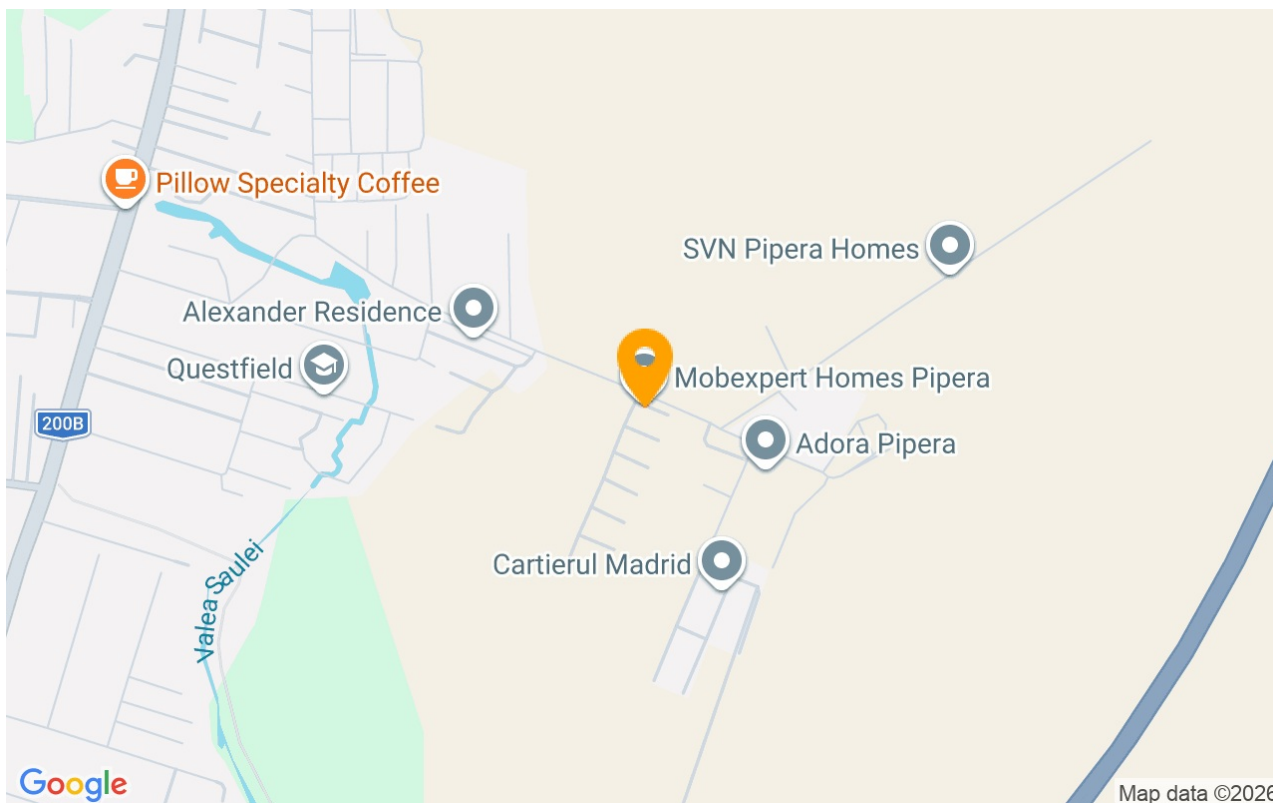 Pillow Specialty Coffee
SVN Pipera Homes
Alexander Residence
Questfield
Mobexpert Homes Pipera
200B
Adora Pipera
Cartierul Madrid
Valea Saulei
Google
Map data ©2026